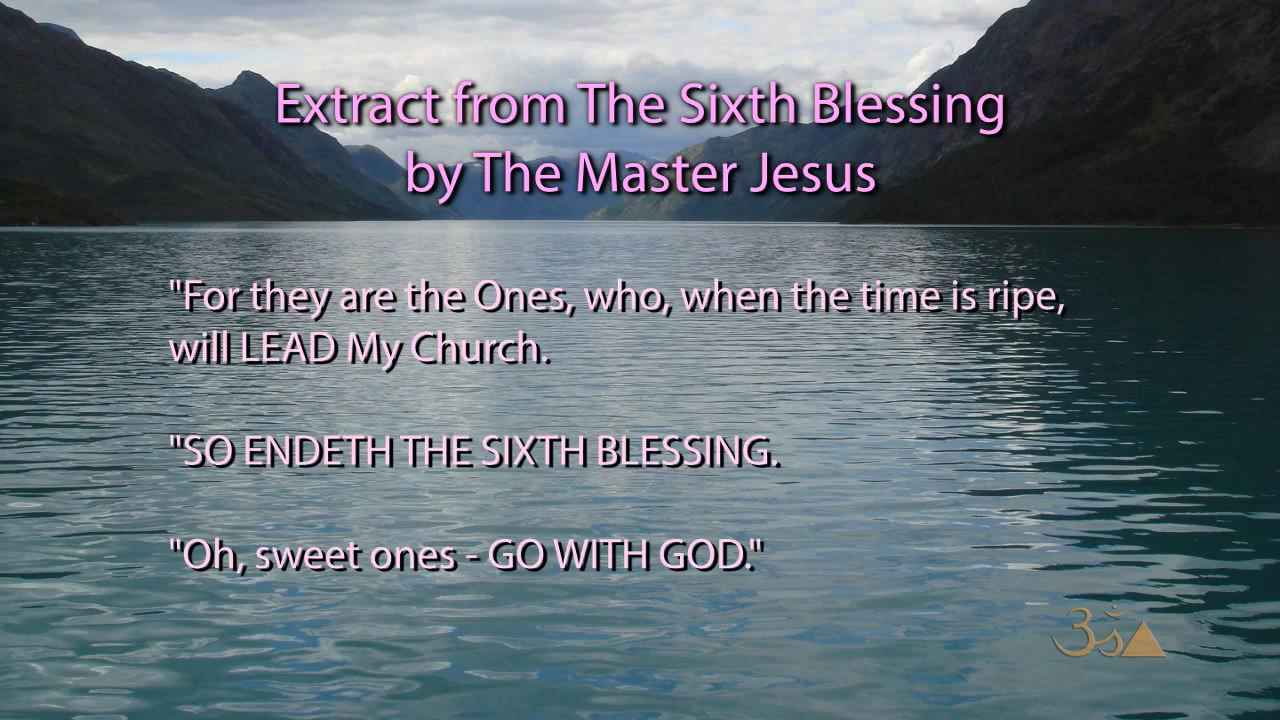 Extract from The Sixth Blessing
by The Master Jesus
"For they are the Ones, who, when the time is ripe,
will LEAD My Church.
"SO ENDETH THE SIXTH BLESSING.
"Oh, sweet ones - GO WITH GOD."
ॐ